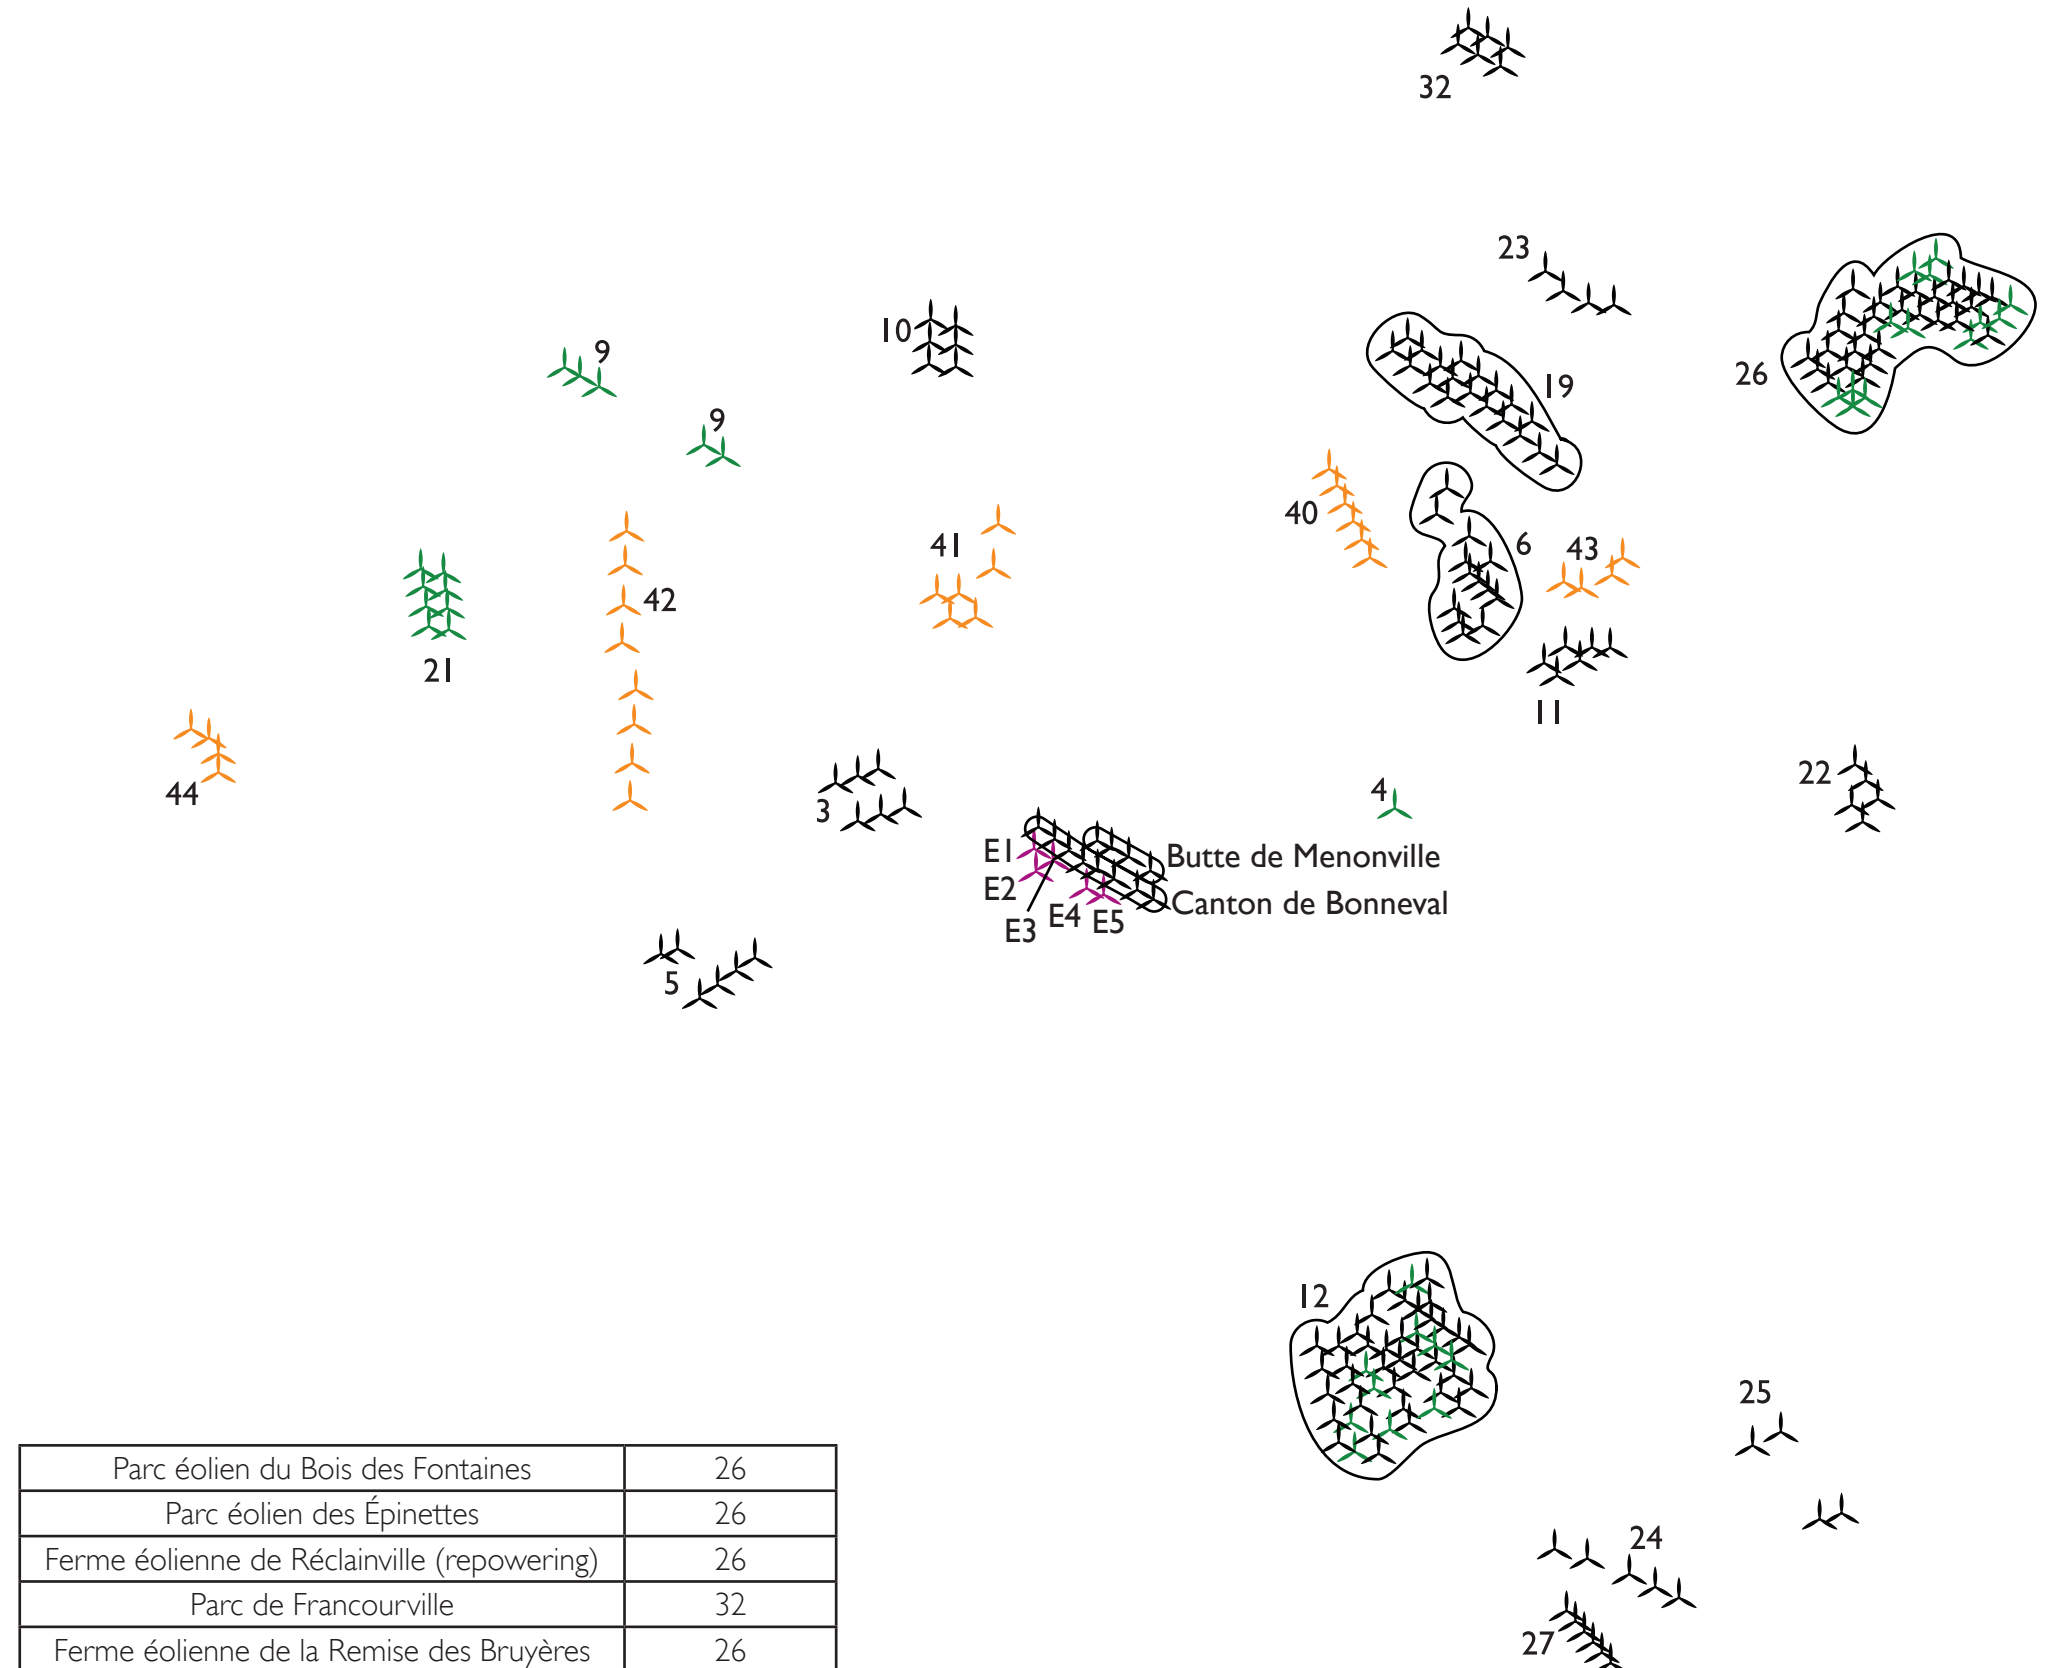 32
23
26
10
9
19
9
40
41
6
43
42
21
11
44
22
3
4
E1
Butte de Menonville
E2
Canton de Bonneval
E3
E4
E5
5
12
25
24
27
Parc éolien du Bois des Fontaines 26
Parc éolien des Épinettes 26
Ferme éolienne de Réclainville (repowering) 26
Parc de Francourville 32
Ferme éolienne de la Remise des Bruyères 26